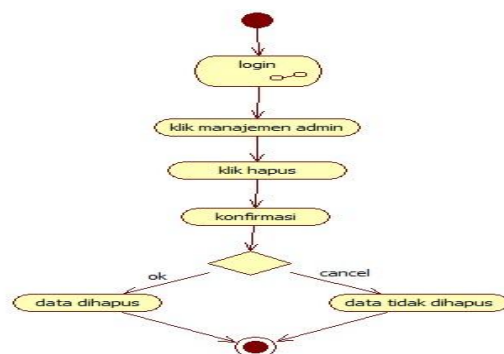 login
klik manajemen admin
klik hapus
konfirmasi
ok
cancel
data dihapus
data tidak dihapus